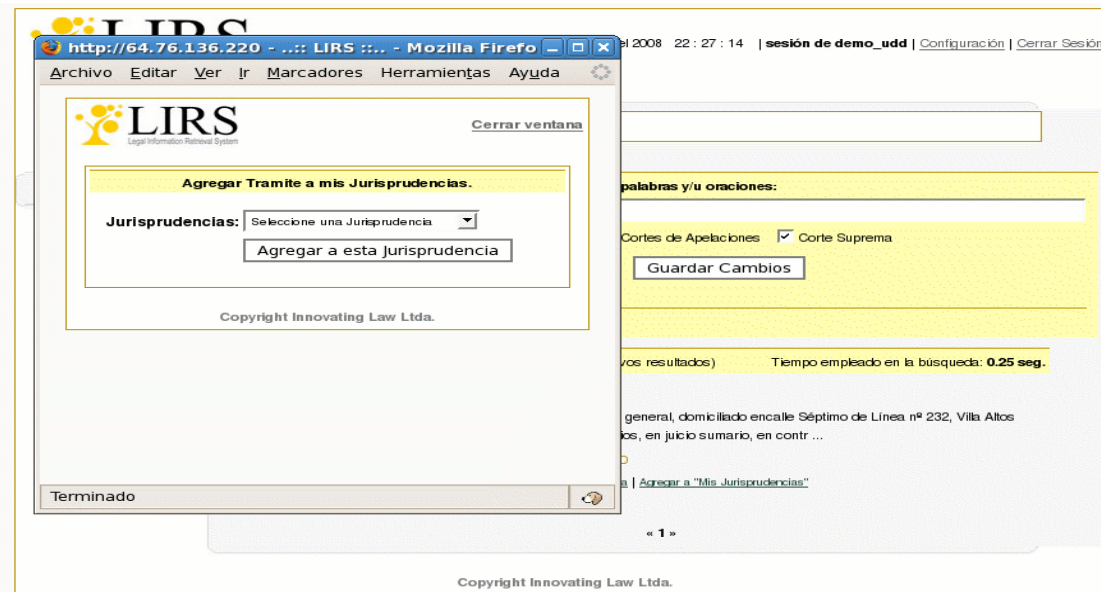 LIRS
http://64.76.136.220 - ..:: LIRS ::.. - Mozilla Firefo
Archivo Editar Ver Ir Marcadores Herramientas Ayuda
LIRS
Legal Information Retrieval System
Cerrar ventana
Agregar Tramite a mis Jurisprudencias.
Jurisprudencias: Seleccione una Jurisprudencia
Agregar a esta Jurisprudencia
Copyright Innovating Law Ltda.
Terminado
el 2008 22 : 27 : 14 | sesión de demo_udd | Configuración | Cerrar Sesión
palabras y/u oraciones:
Cortes de Apelaciones Corte Suprema
Guardar Cambios
vos resultados) Tiempo empleado en la búsqueda: 0.25 seg.
general, domiciliado encalle Séptimo de Línea nº 232, Villa Altos
ios, en juicio sumario, en contr ...
a | Agregar a "Mis Jurisprudencias"
« 1 »
Copyright Innovating Law Ltda.